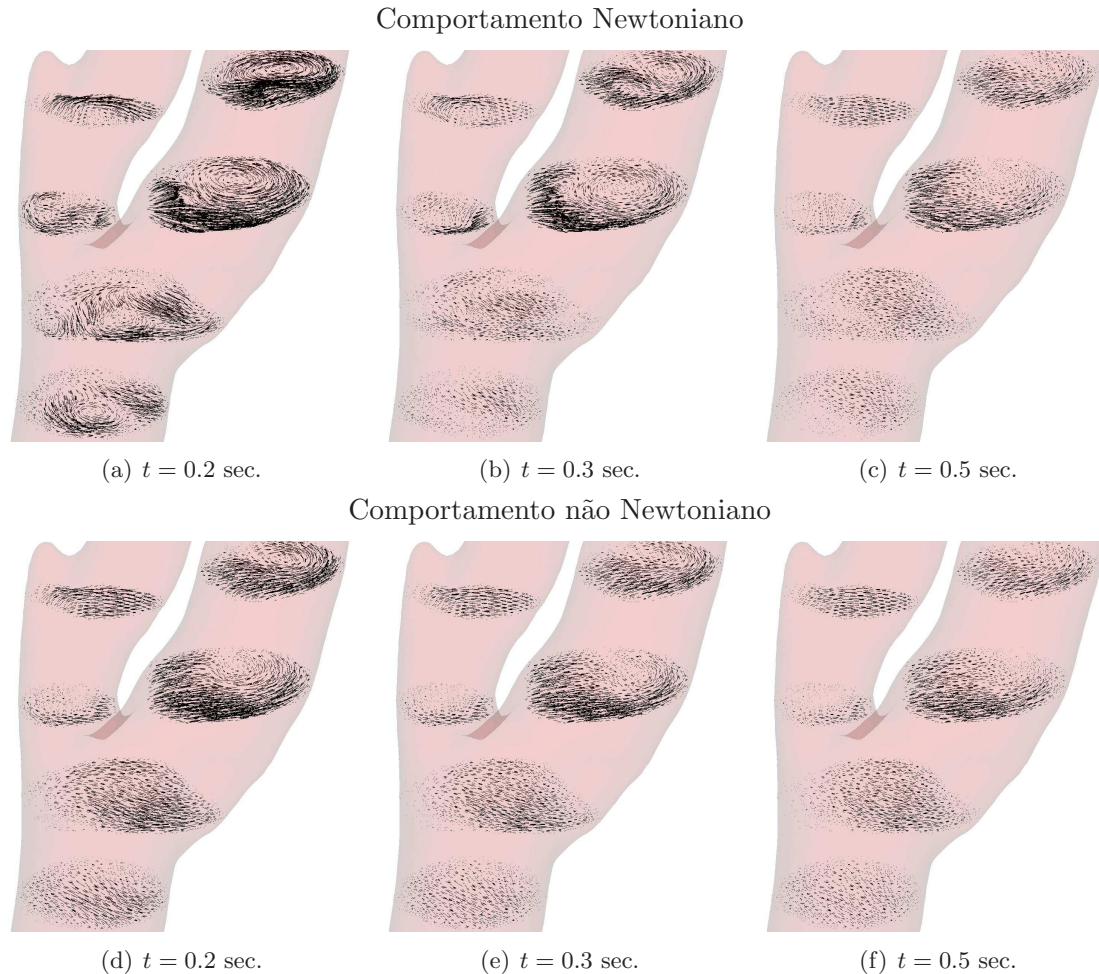 Comportamento Newtoniano
(a) t = 0.2 sec.
(b) t = 0.3 sec.
(c) t = 0.5 sec.
Comportamento não Newtoniano
(d) t = 0.2 sec.
(e) t = 0.3 sec.
(f) t = 0.5 sec.